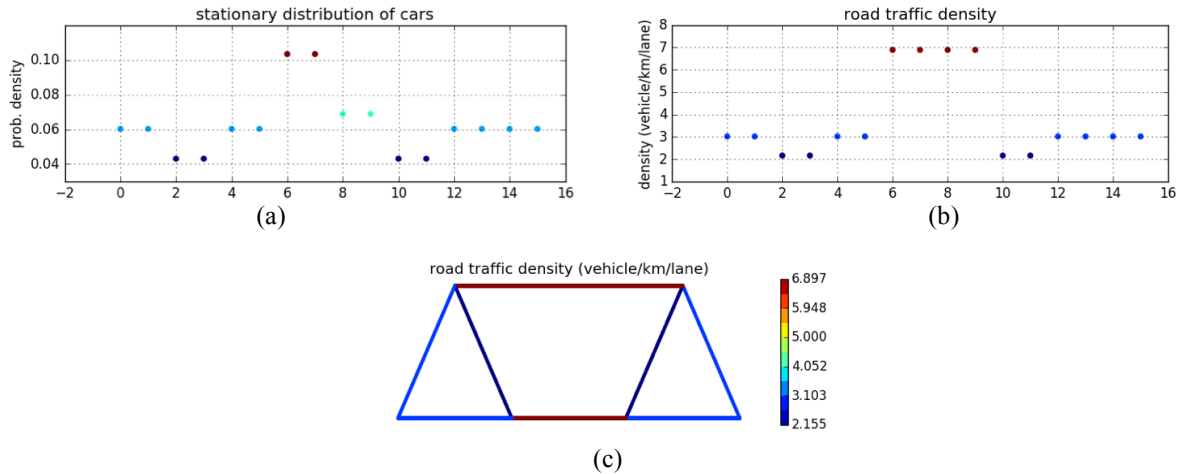 stationary distribution of cars
prob. density
0.10
0.08
0.06
0.04
−2 0 2 4 6 8 10 12 14 16
(a)
road traffic density
density (vehicle/km/lane)
8
7
6
5
4
3
2
1
−2 0 2 4 6 8 10 12 14 16
(b)
road traffic density (vehicle/km/lane)
6.897
5.948
5.000
4.052
3.103
2.155
(c)